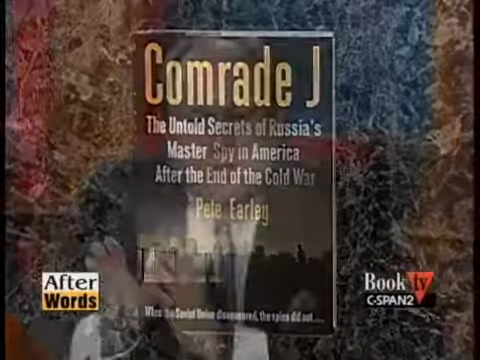 Comrade J
The Untold Secrets of Russia's
Master Spy in America
After the End of the Cold War
Pete Earley
When the Soviet Union disappeared, the spies did not...
After
Words
Book tv
C-SPAN2